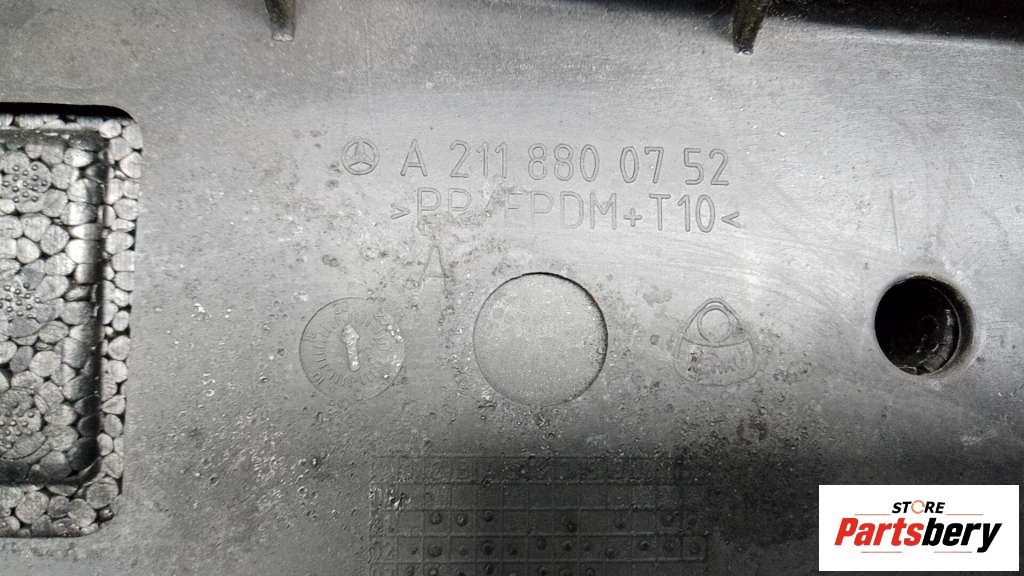 A 211 880 07 52
>PP/EPDM+T10<
A
STORE
Partsbery